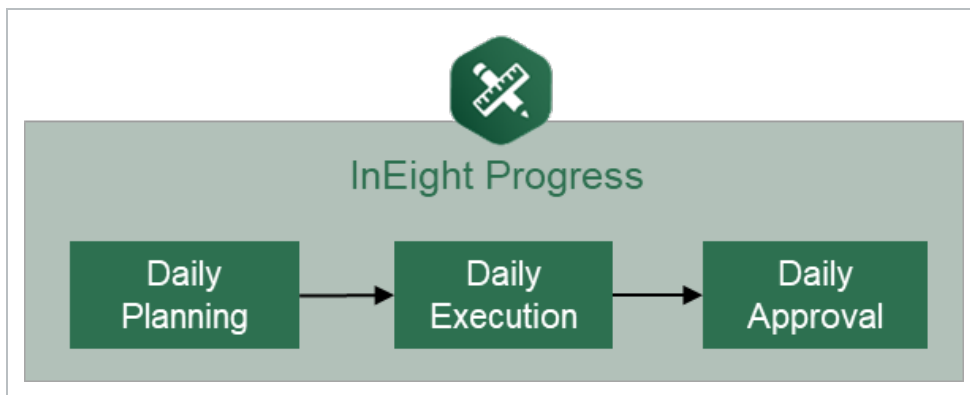 InEight Progress
Daily
Planning
Daily
Execution
Daily
Approval